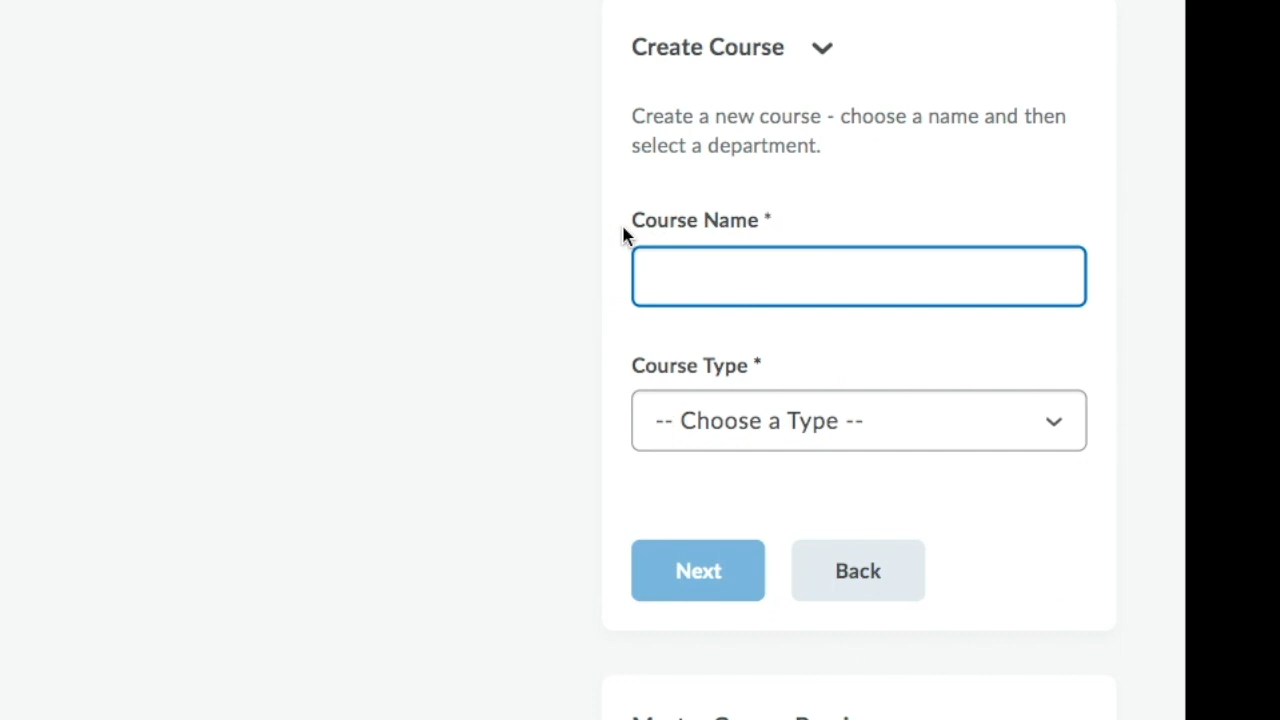 Create Course
Create a new course - choose a name and then
select a department.
Course Name *
Course Type *
-- Choose a Type --
Next
Back